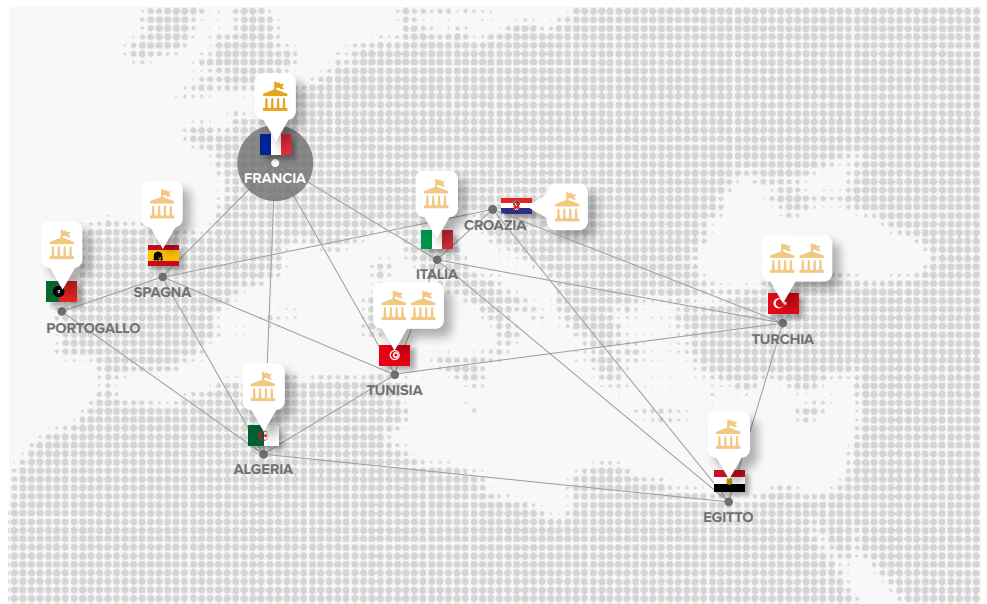 FRANCIA
CROAZIA
ITALIA
SPAGNA
PORTOGALLO
TURCHIA
TUNISIA
ALGERIA
EGITTO